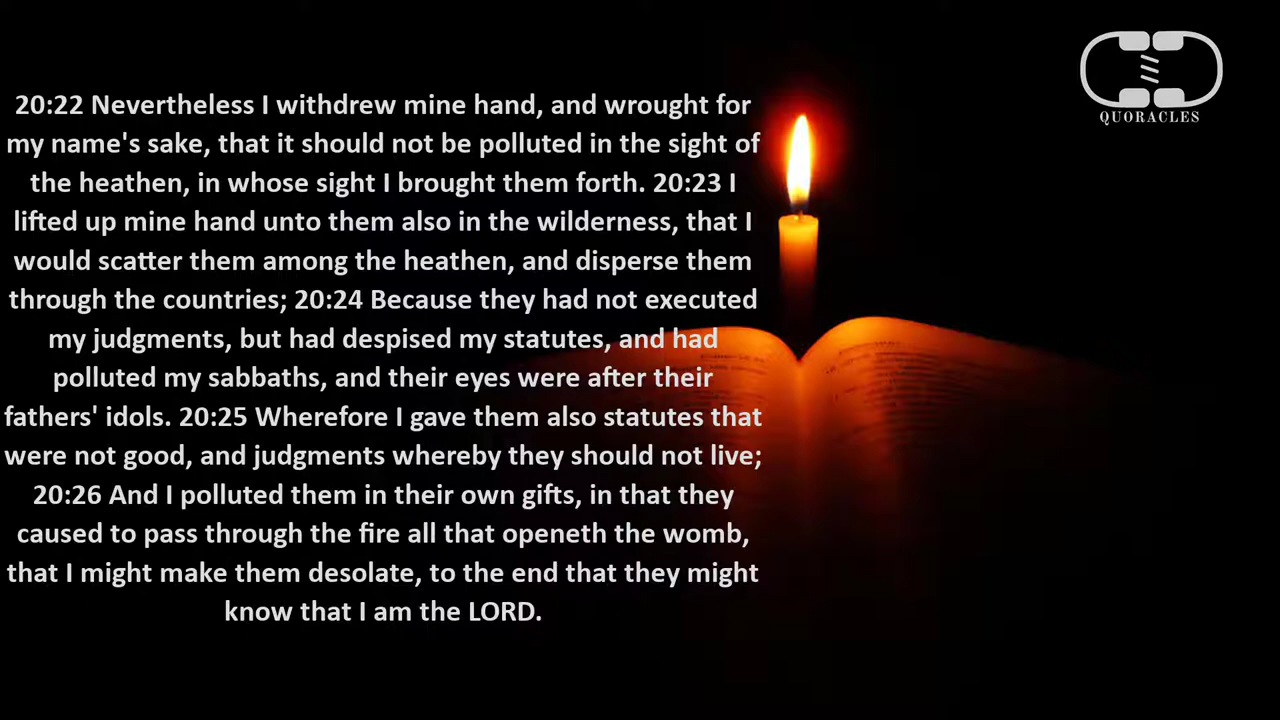 20:22 Nevertheless I withdrew mine hand, and wrought for
my name's sake, that it should not be polluted in the sight of
the heathen, in whose sight I brought them forth. 20:23 I
lifted up mine hand unto them also in the wilderness, that I
would scatter them among the heathen, and disperse them
through the countries; 20:24 Because they had not executed
my judgments, but had despised my statutes, and had
polluted my sabbaths, and their eyes were after their
fathers' idols. 20:25 Wherefore I gave them also statutes that
were not good, and judgments whereby they should not live;
20:26 And I polluted them in their own gifts, in that they
caused to pass through the fire all that openeth the womb,
that I might make them desolate, to the end that they might
know that I am the LORD.
QUORACLES